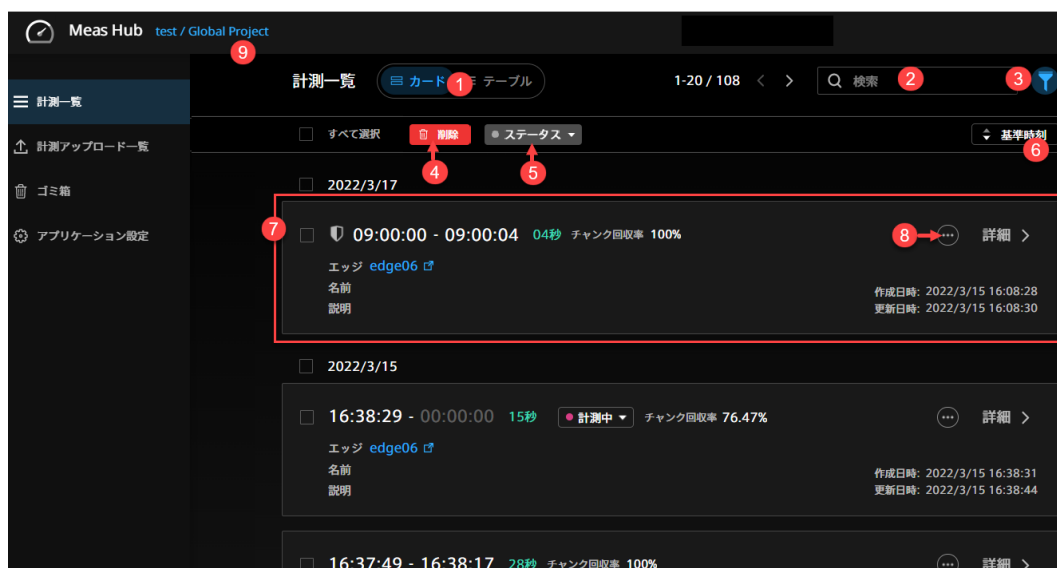 Meas Hub test / Global Project
9
計測一覧 カード 1 テーブル 1-20 / 108 検索 2 3
計測一覧
すべて選択 削除 ステータス 基準時刻
計測アップロード一覧
4 5 6
ゴミ箱
2022/3/17
アプリケーション設定
7 09:00:00 - 09:00:04 04秒 チャンク回収率 100% 8 詳細
エッジ edge06
名前
作成日時: 2022/3/15 16:08:28
説明
更新日時: 2022/3/15 16:08:30
2022/3/15
16:38:29 - 00:00:00 15秒 計測中 チャンク回収率 76.47% 詳細
エッジ edge06
名前
作成日時: 2022/3/15 16:38:31
説明
更新日時: 2022/3/15 16:38:44
16:37:49 - 16:38:17 28秒 チャンク回収率 100% 詳細